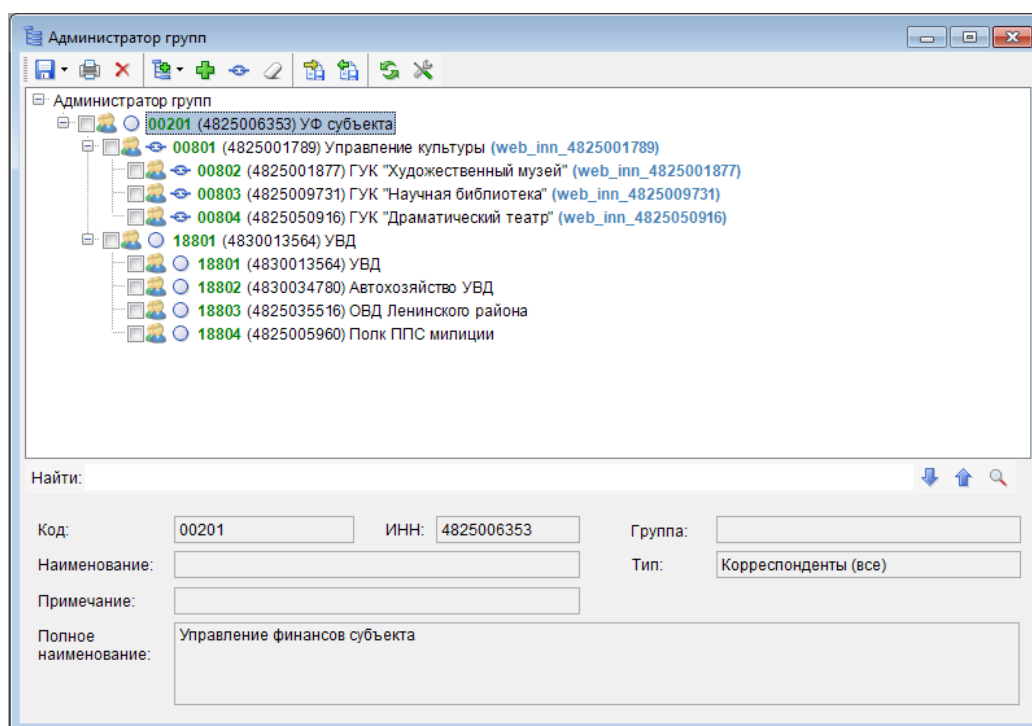 Администратор групп
Администратор групп
00201 (4825006353) УФ субъекта
00801 (4825001789) Управление культуры (web_inn_4825001789)
00802 (4825001877) ГУК "Художественный музей" (web_inn_4825001877)
00803 (4825009731) ГУК "Научная библиотека" (web_inn_4825009731)
00804 (4825050916) ГУК "Драматический театр" (web_inn_4825050916)
18801 (4830013564) УВД
18801 (4830013564) УВД
18802 (4830034780) Автохозяйство УВД
18803 (4825035516) ОВД Ленинского района
18804 (4825005960) Полк ППС милиции
Найти:
Код: 00201 ИНН: 4825006353 Группа:
Наименование: Тип: Корреспонденты (все)
Примечание:
Полное наименование: Управление финансов субъекта